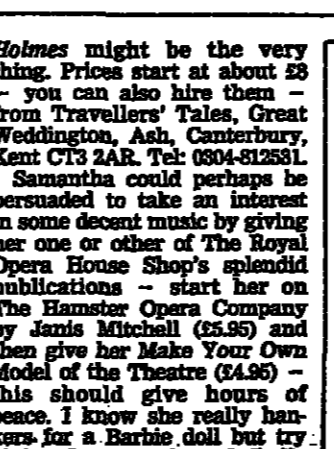 Holmes might be the very
thing. Prices start at about £8
– you can also hire them –
from Travellers' Tales, Great
Weddington, Ash, Canterbury,
Kent CT3 2AR. Tel: 0304-812531.
Samantha could perhaps be
persuaded to take an interest
in some decent music by giving
her one or other of The Royal
Opera House Shop's splendid
publications – start her on
The Hamster Opera Company
by Janis Mitchell (£5.95) and
then give her Make Your Own
Model of the Theatre (£4.95) –
this should give hours of
peace. I know she really han-
kers for a Barbie doll but try